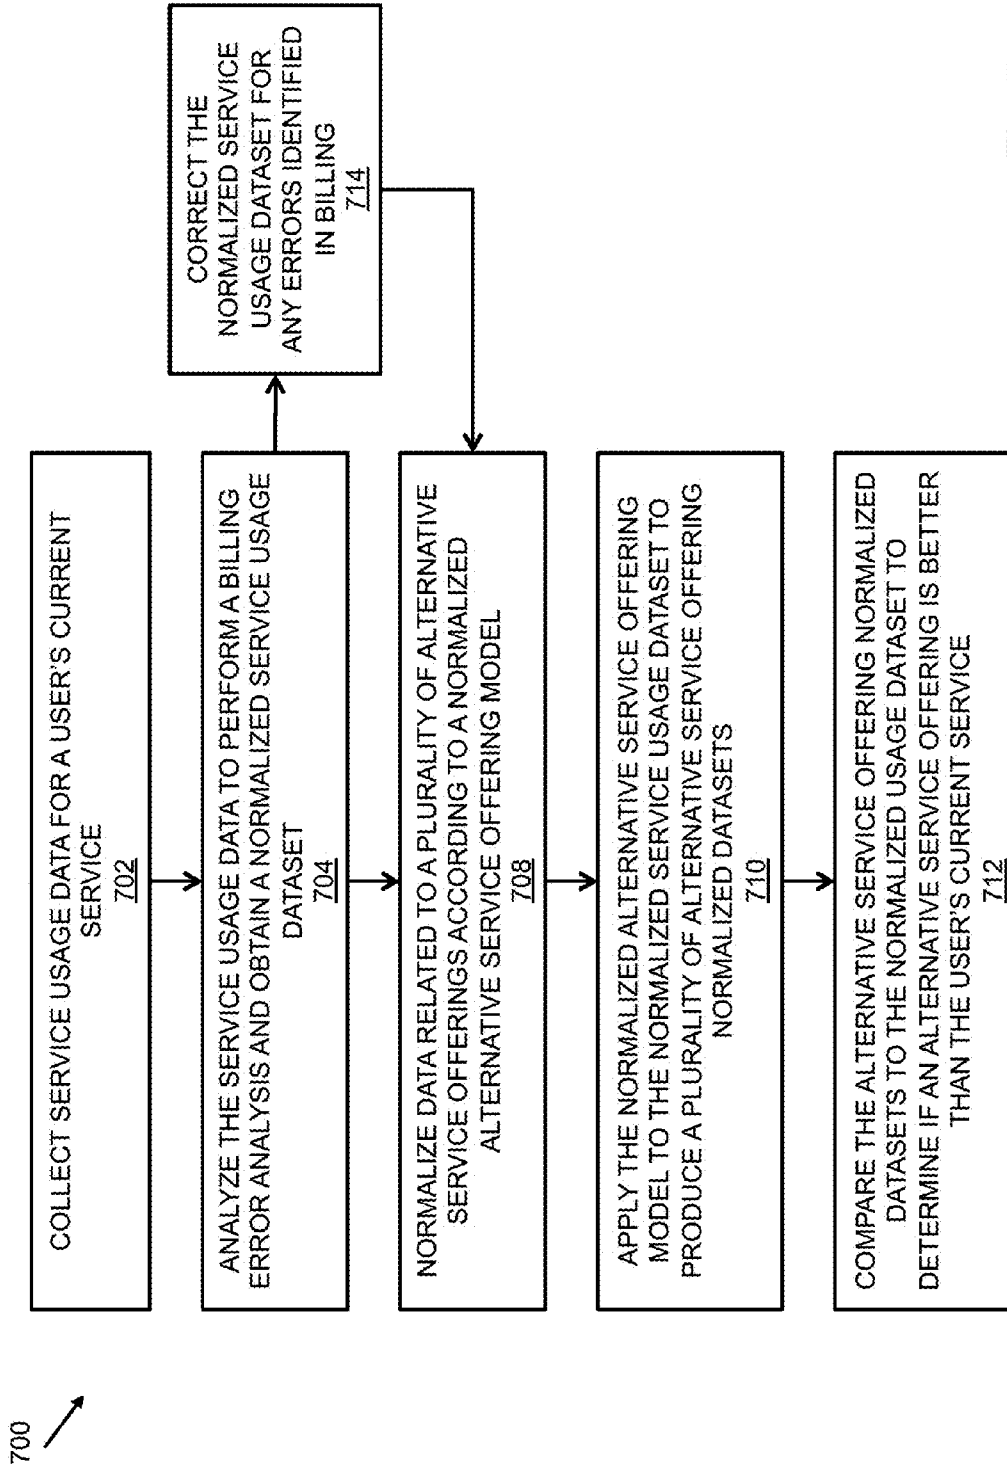 700
COLLECT SERVICE USAGE DATA FOR A USER'S CURRENT
SERVICE
702
ANALYZE THE SERVICE USAGE DATA TO PERFORM A BILLING
ERROR ANALYSIS AND OBTAIN A NORMALIZED SERVICE USAGE
DATASET
704
CORRECT THE
NORMALIZED SERVICE
USAGE DATASET FOR
ANY ERRORS IDENTIFIED
IN BILLING
714
NORMALIZE DATA RELATED TO A PLURALITY OF ALTERNATIVE
SERVICE OFFERINGS ACCORDING TO A NORMALIZED
ALTERNATIVE SERVICE OFFERING MODEL
708
APPLY THE NORMALIZED ALTERNATIVE SERVICE OFFERING
MODEL TO THE NORMALIZED SERVICE USAGE DATASET TO
PRODUCE A PLURALITY OF ALTERNATIVE SERVICE OFFERING
NORMALIZED DATASETS
710
COMPARE THE ALTERNATIVE SERVICE OFFERING NORMALIZED
DATASETS TO THE NORMALIZED USAGE DATASET TO
DETERMINE IF AN ALTERNATIVE SERVICE OFFERING IS BETTER
THAN THE USER'S CURRENT SERVICE
712